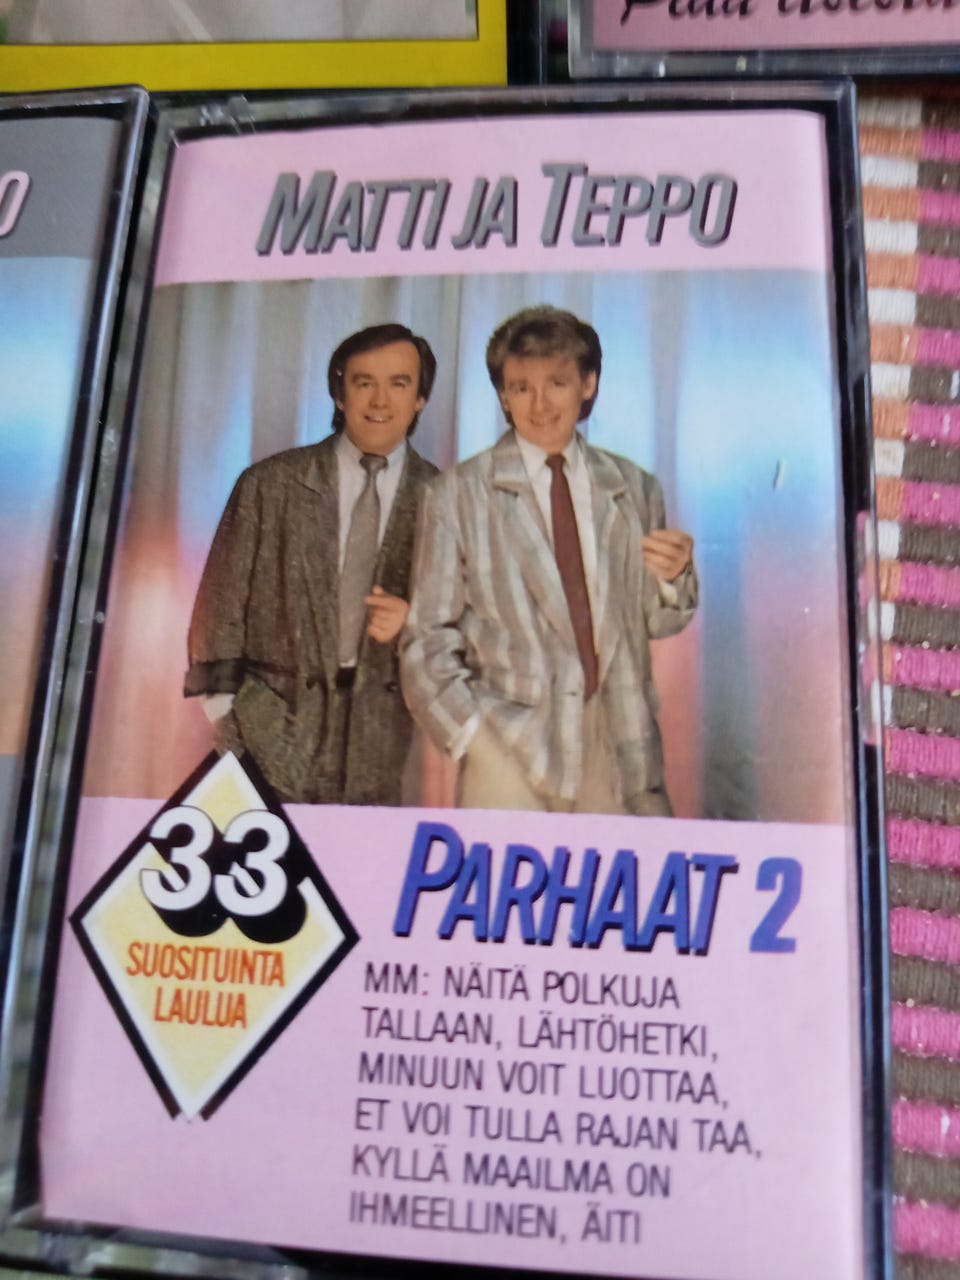 MATTI JA TEPPO
33
SUOSITUINTA
LAULUA
PARHAAT 2
MM: NÄITÄ POLKUJA
TALLAAN, LÄHTÖHETKI,
MINUUN VOIT LUOTTAA,
ET VOI TULLA RAJAN TAA,
KYLLÄ MAAILMA ON
IHMEELLINEN, ÄITI